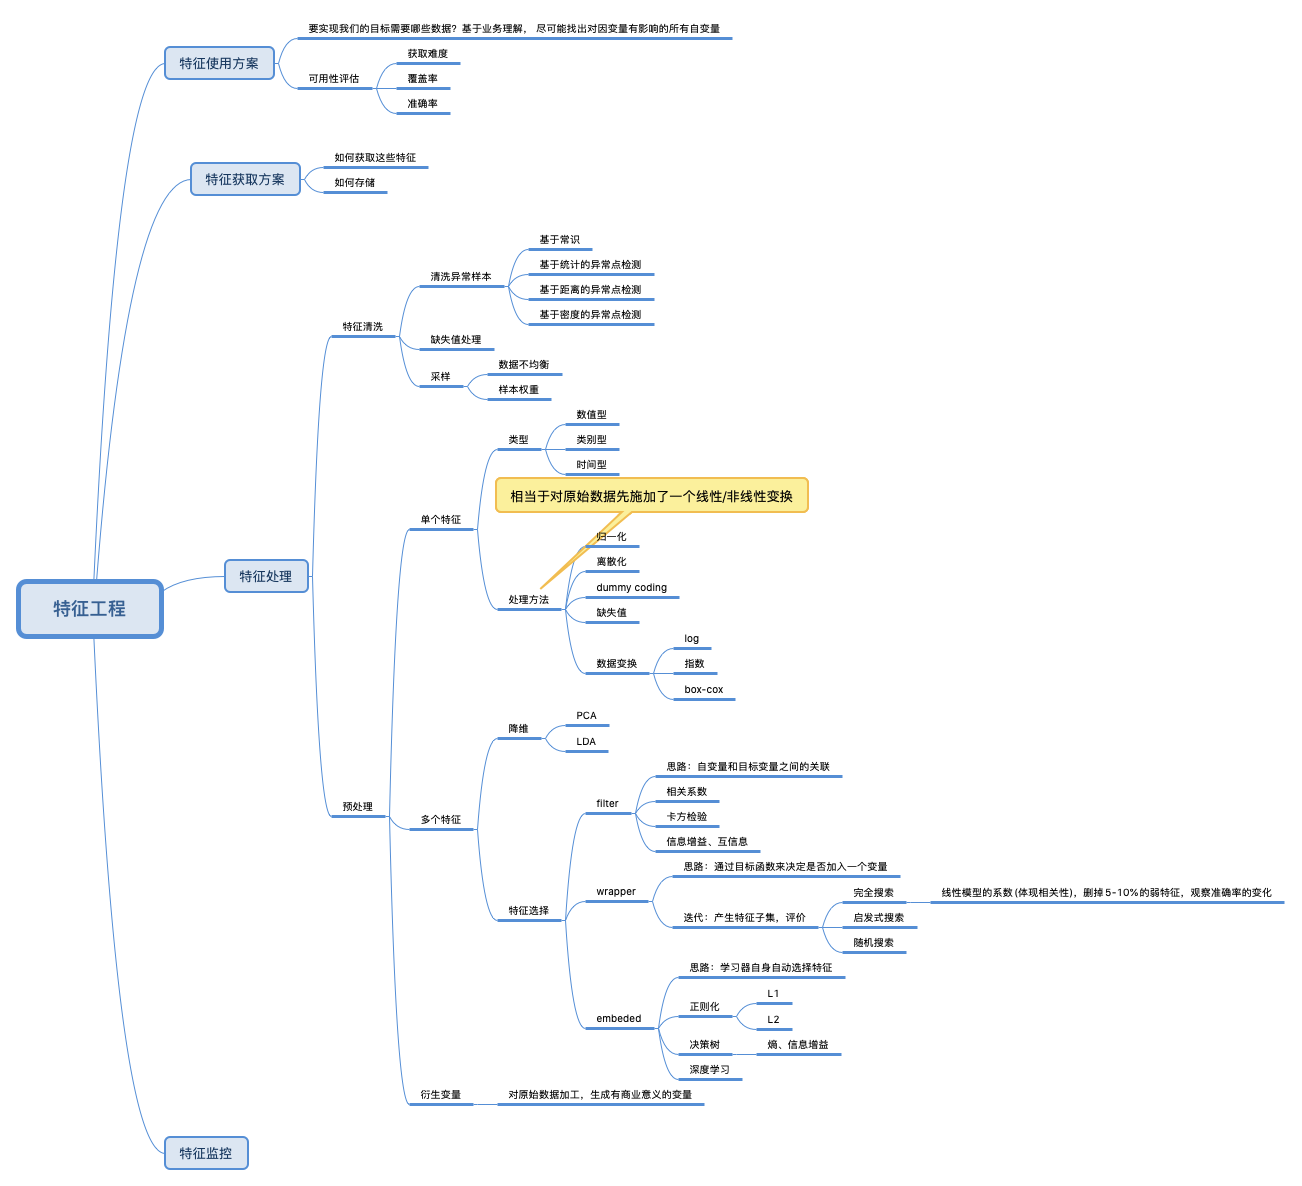 要实现我们的目标需要哪些数据？基于业务理解， 尽可能找出对因变量有影响的所有自变量
获取难度
特征使用方案
可用性评估
覆盖率
准确率
如何获取这些特征
特征获取方案
如何存储
基于常识
基于统计的异常点检测
清洗异常样本
基于距离的异常点检测
基于密度的异常点检测
特征清洗
缺失值处理
数据不均衡
采样
样本权重
数值型
类型
类别型
时间型
相当于对原始数据先施加了一个线性/非线性变换
单个特征
归一化
离散化
特征处理
dummy coding
处理方法
特征工程
缺失值
log
数据变换
指数
box-cox
PCA
降维
LDA
思路：自变量和目标变量之间的关联
相关系数
filter
预处理
卡方检验
多个特征
信息增益、互信息
思路：通过目标函数来决定是否加入一个变量
wrapper
完全搜索
线性模型的系数(体现相关性)，删掉5-10%的弱特征，观察准确率的变化
特征选择
迭代：产生特征子集，评价
启发式搜索
随机搜索
思路：学习器自身自动选择特征
L1
正则化
embeded
L2
决策树
熵、信息增益
深度学习
衍生变量
对原始数据加工，生成有商业意义的变量
特征监控